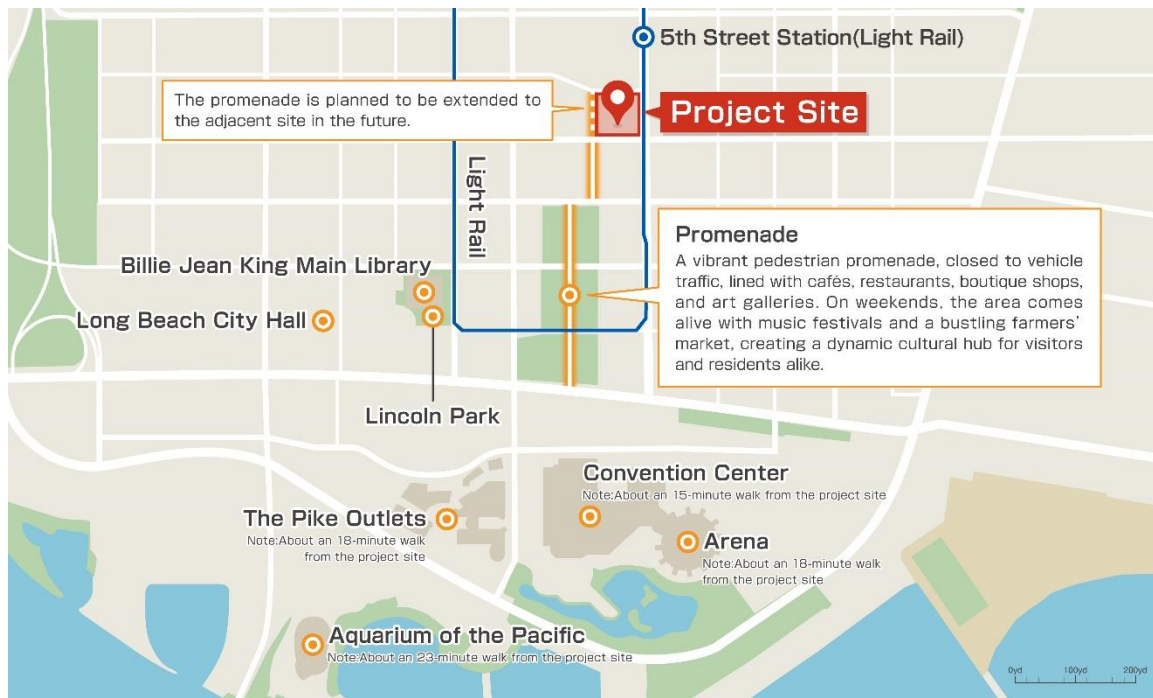 5th Street Station(Light Rail)
The promenade is planned to be extended to
the adjacent site in the future.
Project Site
Light Rail
Promenade
A vibrant pedestrian promenade, closed to vehicle
traffic, lined with cafés, restaurants, boutique shops,
and art galleries. On weekends, the area comes
alive with music festivals and a bustling farmers'
market, creating a dynamic cultural hub for visitors
and residents alike.
Billie Jean King Main Library
Long Beach City Hall
Lincoln Park
Convention Center
Note:About an 15-minute walk from the project site
The Pike Outlets
Note:About an 18-minute walk
from the project site
Arena
Note:About an 18-minute walk
from the project site
Aquarium of the Pacific
Note:About an 23-minute walk from the project site
0yd 100yd 200yd